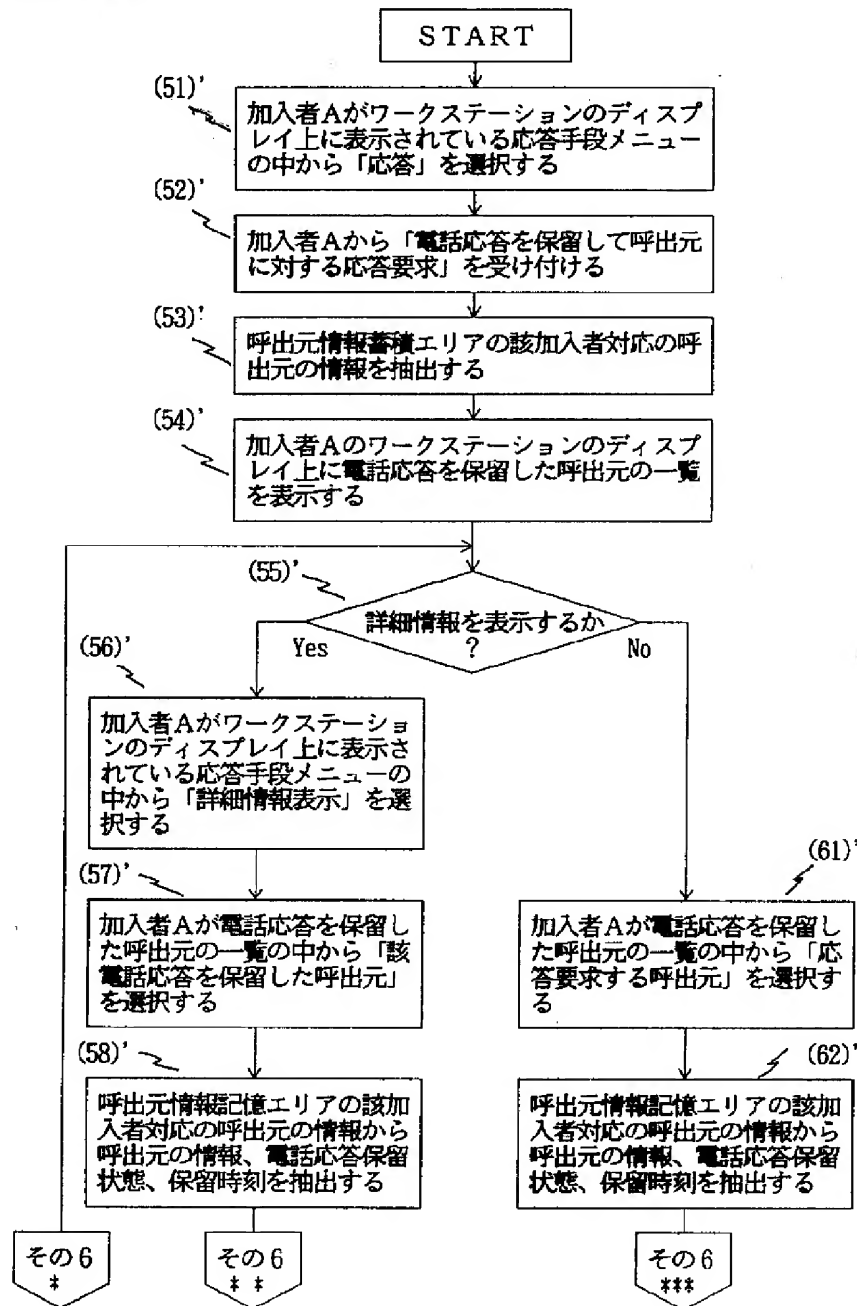 START
(51)'
加入者Aがワークステーションのディスプ
レイ上に表示されている応答手段メニュー
の中から「応答」を選択する
(52)'
加入者Aから「電話応答を保留して呼出元
に対する応答要求」を受け付ける
(53)'
呼出元情報蓄積エリアの該加入者対応の呼
出元の情報を抽出する
(54)'
加入者Aのワークステーションのディスプ
レイ上に電話応答を保留した呼出元の一覧
を表示する
(55)'
詳細情報を表示するか
?
Yes
No
(56)'
加入者Aがワークステーショ
ンのディスプレイ上に表示さ
れている応答手段メニューの
中から「詳細情報表示」を選
択する
(57)'
加入者Aが電話応答を保留し
た呼出元の一覧の中から「該
電話応答を保留した呼出元」
を選択する
(58)'
呼出元情報記憶エリアの該加
入者対応の呼出元の情報から
呼出元の情報、電話応答保留
状態、保留時刻を抽出する
(61)'
加入者Aが電話応答を保留し
た呼出元の一覧の中から「応
答要求する呼出元」を選択す
る
(62)'
呼出元情報記憶エリアの該加
入者対応の呼出元の情報から
呼出元の情報、電話応答保留
状態、保留時刻を抽出する
その6
*
その6
* *
その6
***